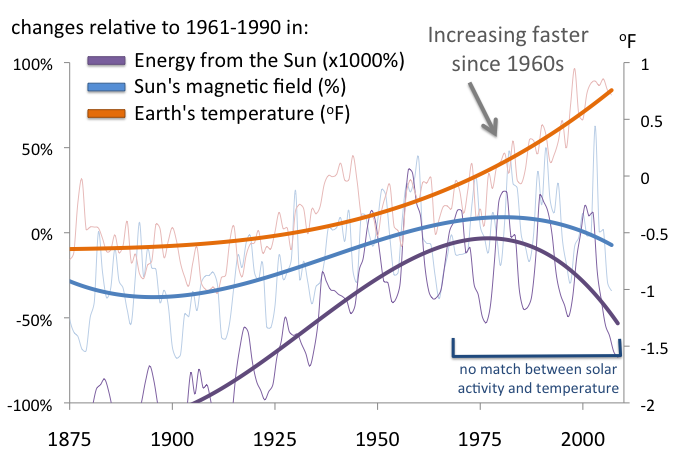 changes relative to 1961-1990 in:
Energy from the Sun (x1000%)
Sun's magnetic field (%)
Earth's temperature (ºF)
Increasing faster
since 1960s
ºF
100%
50%
0%
-50%
-100%
1
0.5
0
-0.5
-1
-1.5
-2
no match between solar
activity and temperature
1875 1900 1925 1950 1975 2000